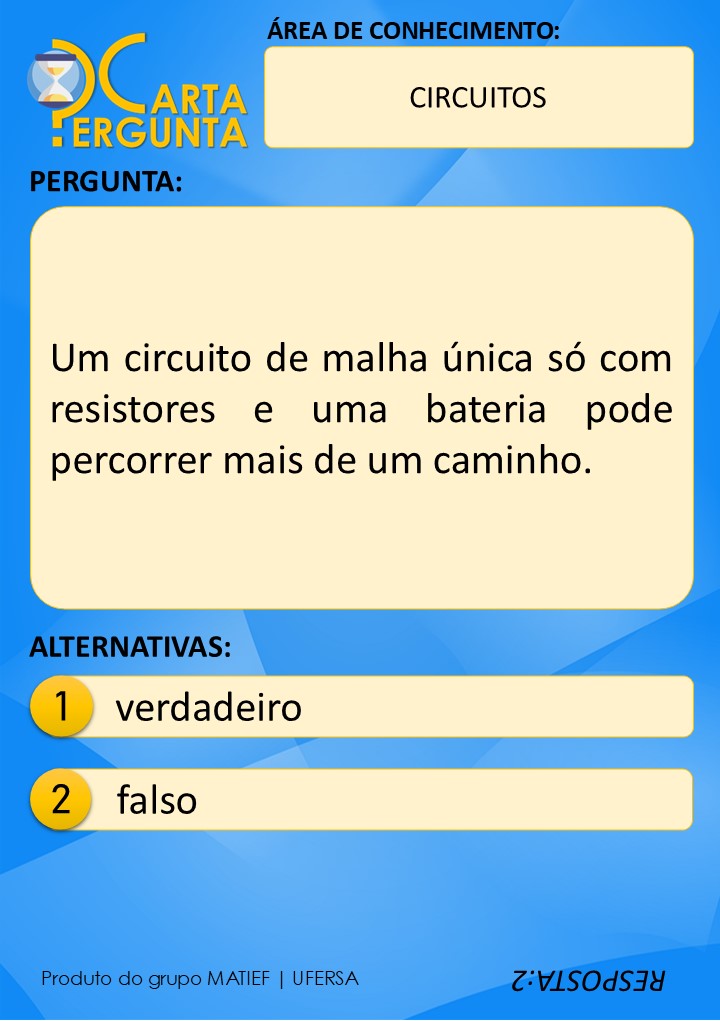 ÁREA DE CONHECIMENTO:
CARTA
PERGUNTA
CIRCUITOS
PERGUNTA:
Um circuito de malha única só com
resistores e uma bateria pode
percorrer mais de um caminho.
ALTERNATIVAS:
1 verdadeiro
2 falso
Produto do grupo MATIEF | UFERSA
RESPOSTA:2